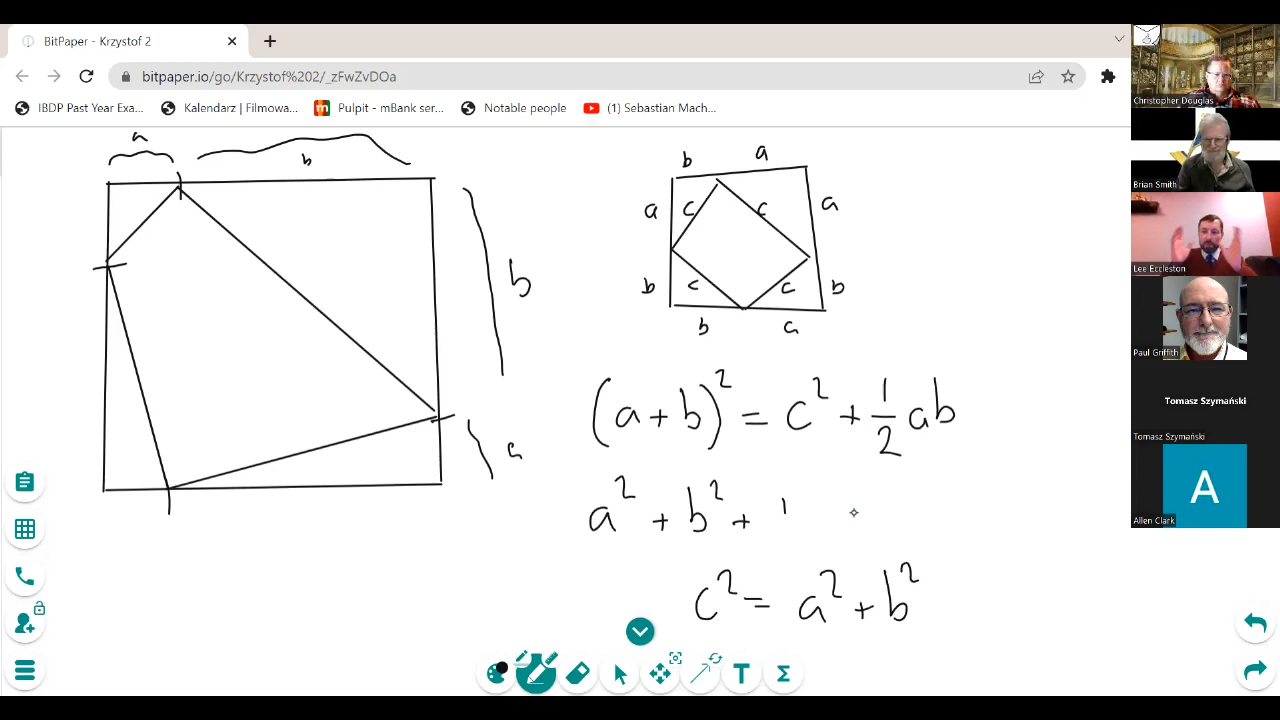 BitPaper - Krzystof 2
bitpaper.io/go/Krzystof%202/_zFwZvDOa
IBDP Past Year Exa...
Kalendarz | Filmowa...
m
Pulpit - mBank ser...
Notable people
(1) Sebastian Mach...
a
b
b
a
b a
a c c a
b c c b
b a
(a+b)² = c² + 1/2 ab
a² + b² + 1
c² = a² + b²
T Σ
Christopher Douglas
Brian Smith
Lee Eccleston
Paul Griffith
Tomasz Szymański
Tomasz Szymański
A
Allen Clark